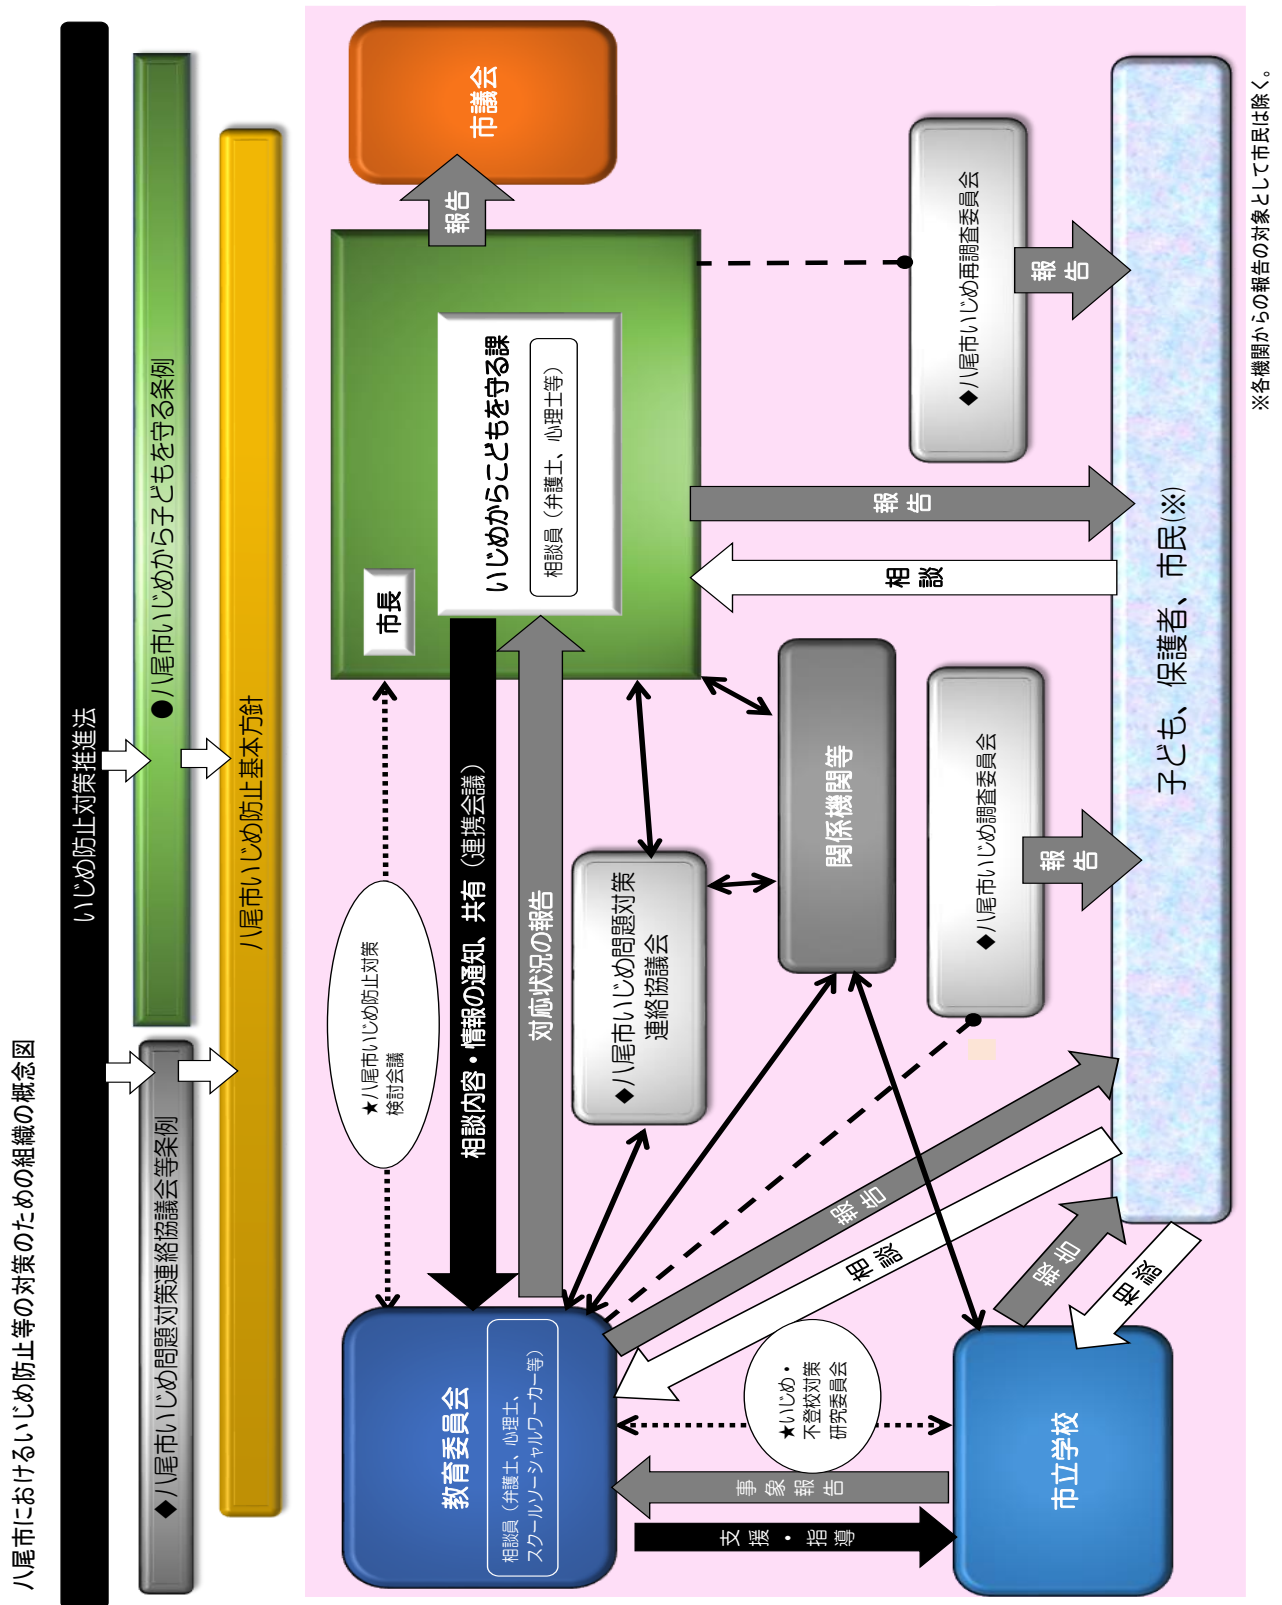 八尾市におけるいじめ防止等の対策のための組織の概念図
いじめ防止対策推進法
◆八尾市いじめ問題対策連絡協議会等条例
●八尾市いじめから子どもを守る条例
八尾市いじめ防止基本方針
教育委員会
相談員（弁護士、心理士、
スクールソーシャルワーカー等）
★八尾市いじめ防止対策
検討会議
相談内容・情報の通知、共有（連携会議）
対応状況の報告
市長
いじめからこどもを守る課
相談員（弁護士、心理士等）
報告
市議会
◆八尾市いじめ問題対策
連絡協議会
関係機関等
◆八尾市いじめ調査委員会
報告
◆八尾市いじめ再調査委員会
報告
相談
報告
報告
相談
支援・指導
事象報告
★いじめ・
不登校対策
研究委員会
市立学校
報告
相談
子ども、保護者、市民(※)
※各機関からの報告の対象として市民は除く。